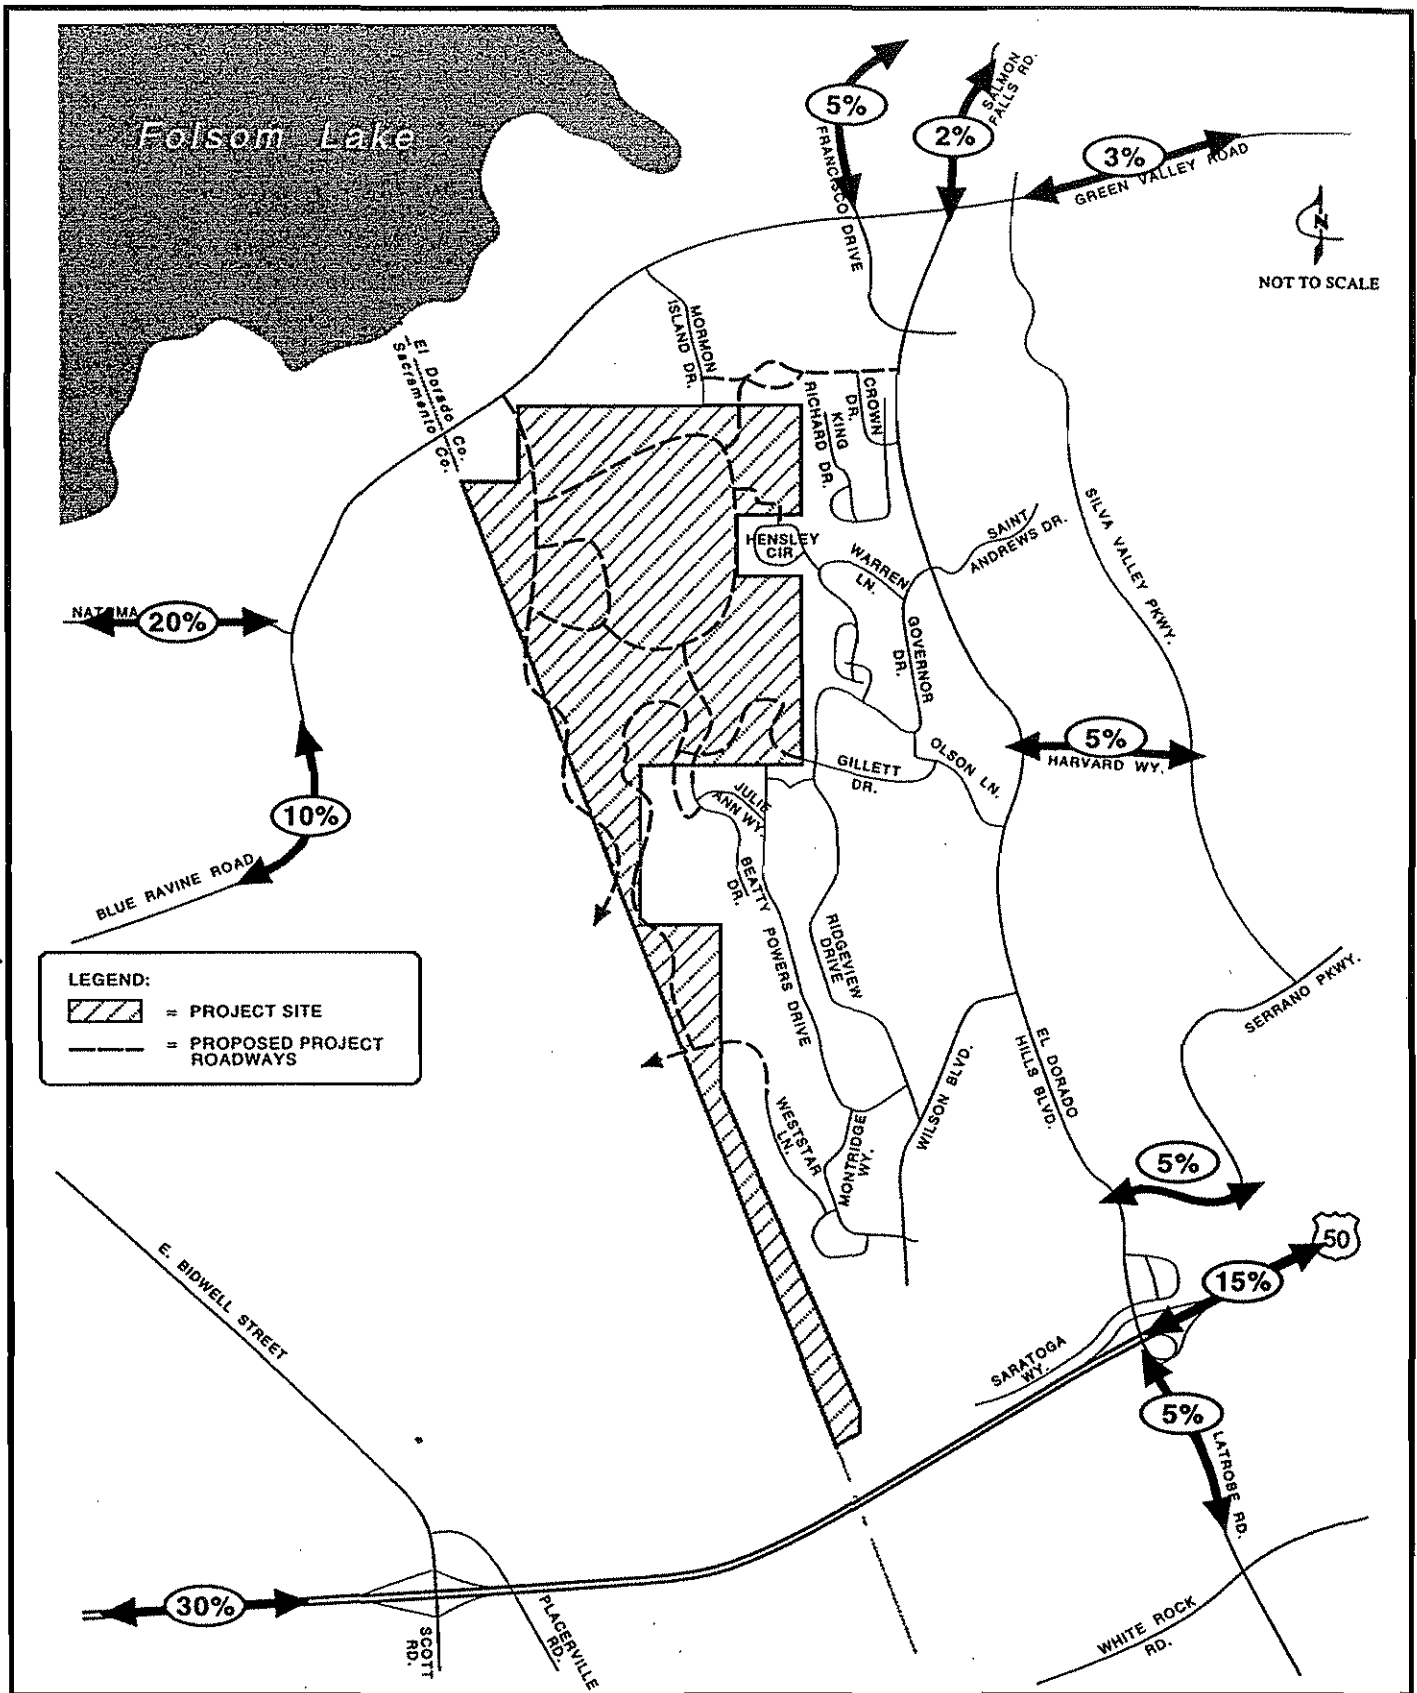 Folsom Lake
5%
2%
3%
SALMON
FALLS RD.
FRANCISCO DRIVE
GREEN VALLEY ROAD
N
NOT TO SCALE
MORMON
ISLAND DR.
El Dorado Co.
Sacramento Co.
RICHARD DR.
KING
CROWN
DR.
SILVA VALLEY PKWY.
SAINT
ANDREWS DR.
HENSLEY
CIR
WARREN
LN.
NATOMA
20%
GOVERNOR
DR.
5%
HARVARD WY.
OLSON LN.
GILLETT
DR.
JULIE
ANN WY.
10%
BLUE RAVINE ROAD
BEATTY
DR.
POWERS DRIVE
RIDGEVIEW
DRIVE
LEGEND:
= PROJECT SITE
= PROPOSED PROJECT
ROADWAYS
SERRANO PKWY.
EL DORADO
HILLS BLVD.
WILSON BLVD.
WESTSTAR
LN.
MONTRIDGE
WY.
5%
50
15%
E. BIDWELL STREET
SARATOGA
WY.
5%
LATROBE RD.
30%
SCOTT
RD.
PLACERVILLE
RD.
WHITE ROCK
RD.